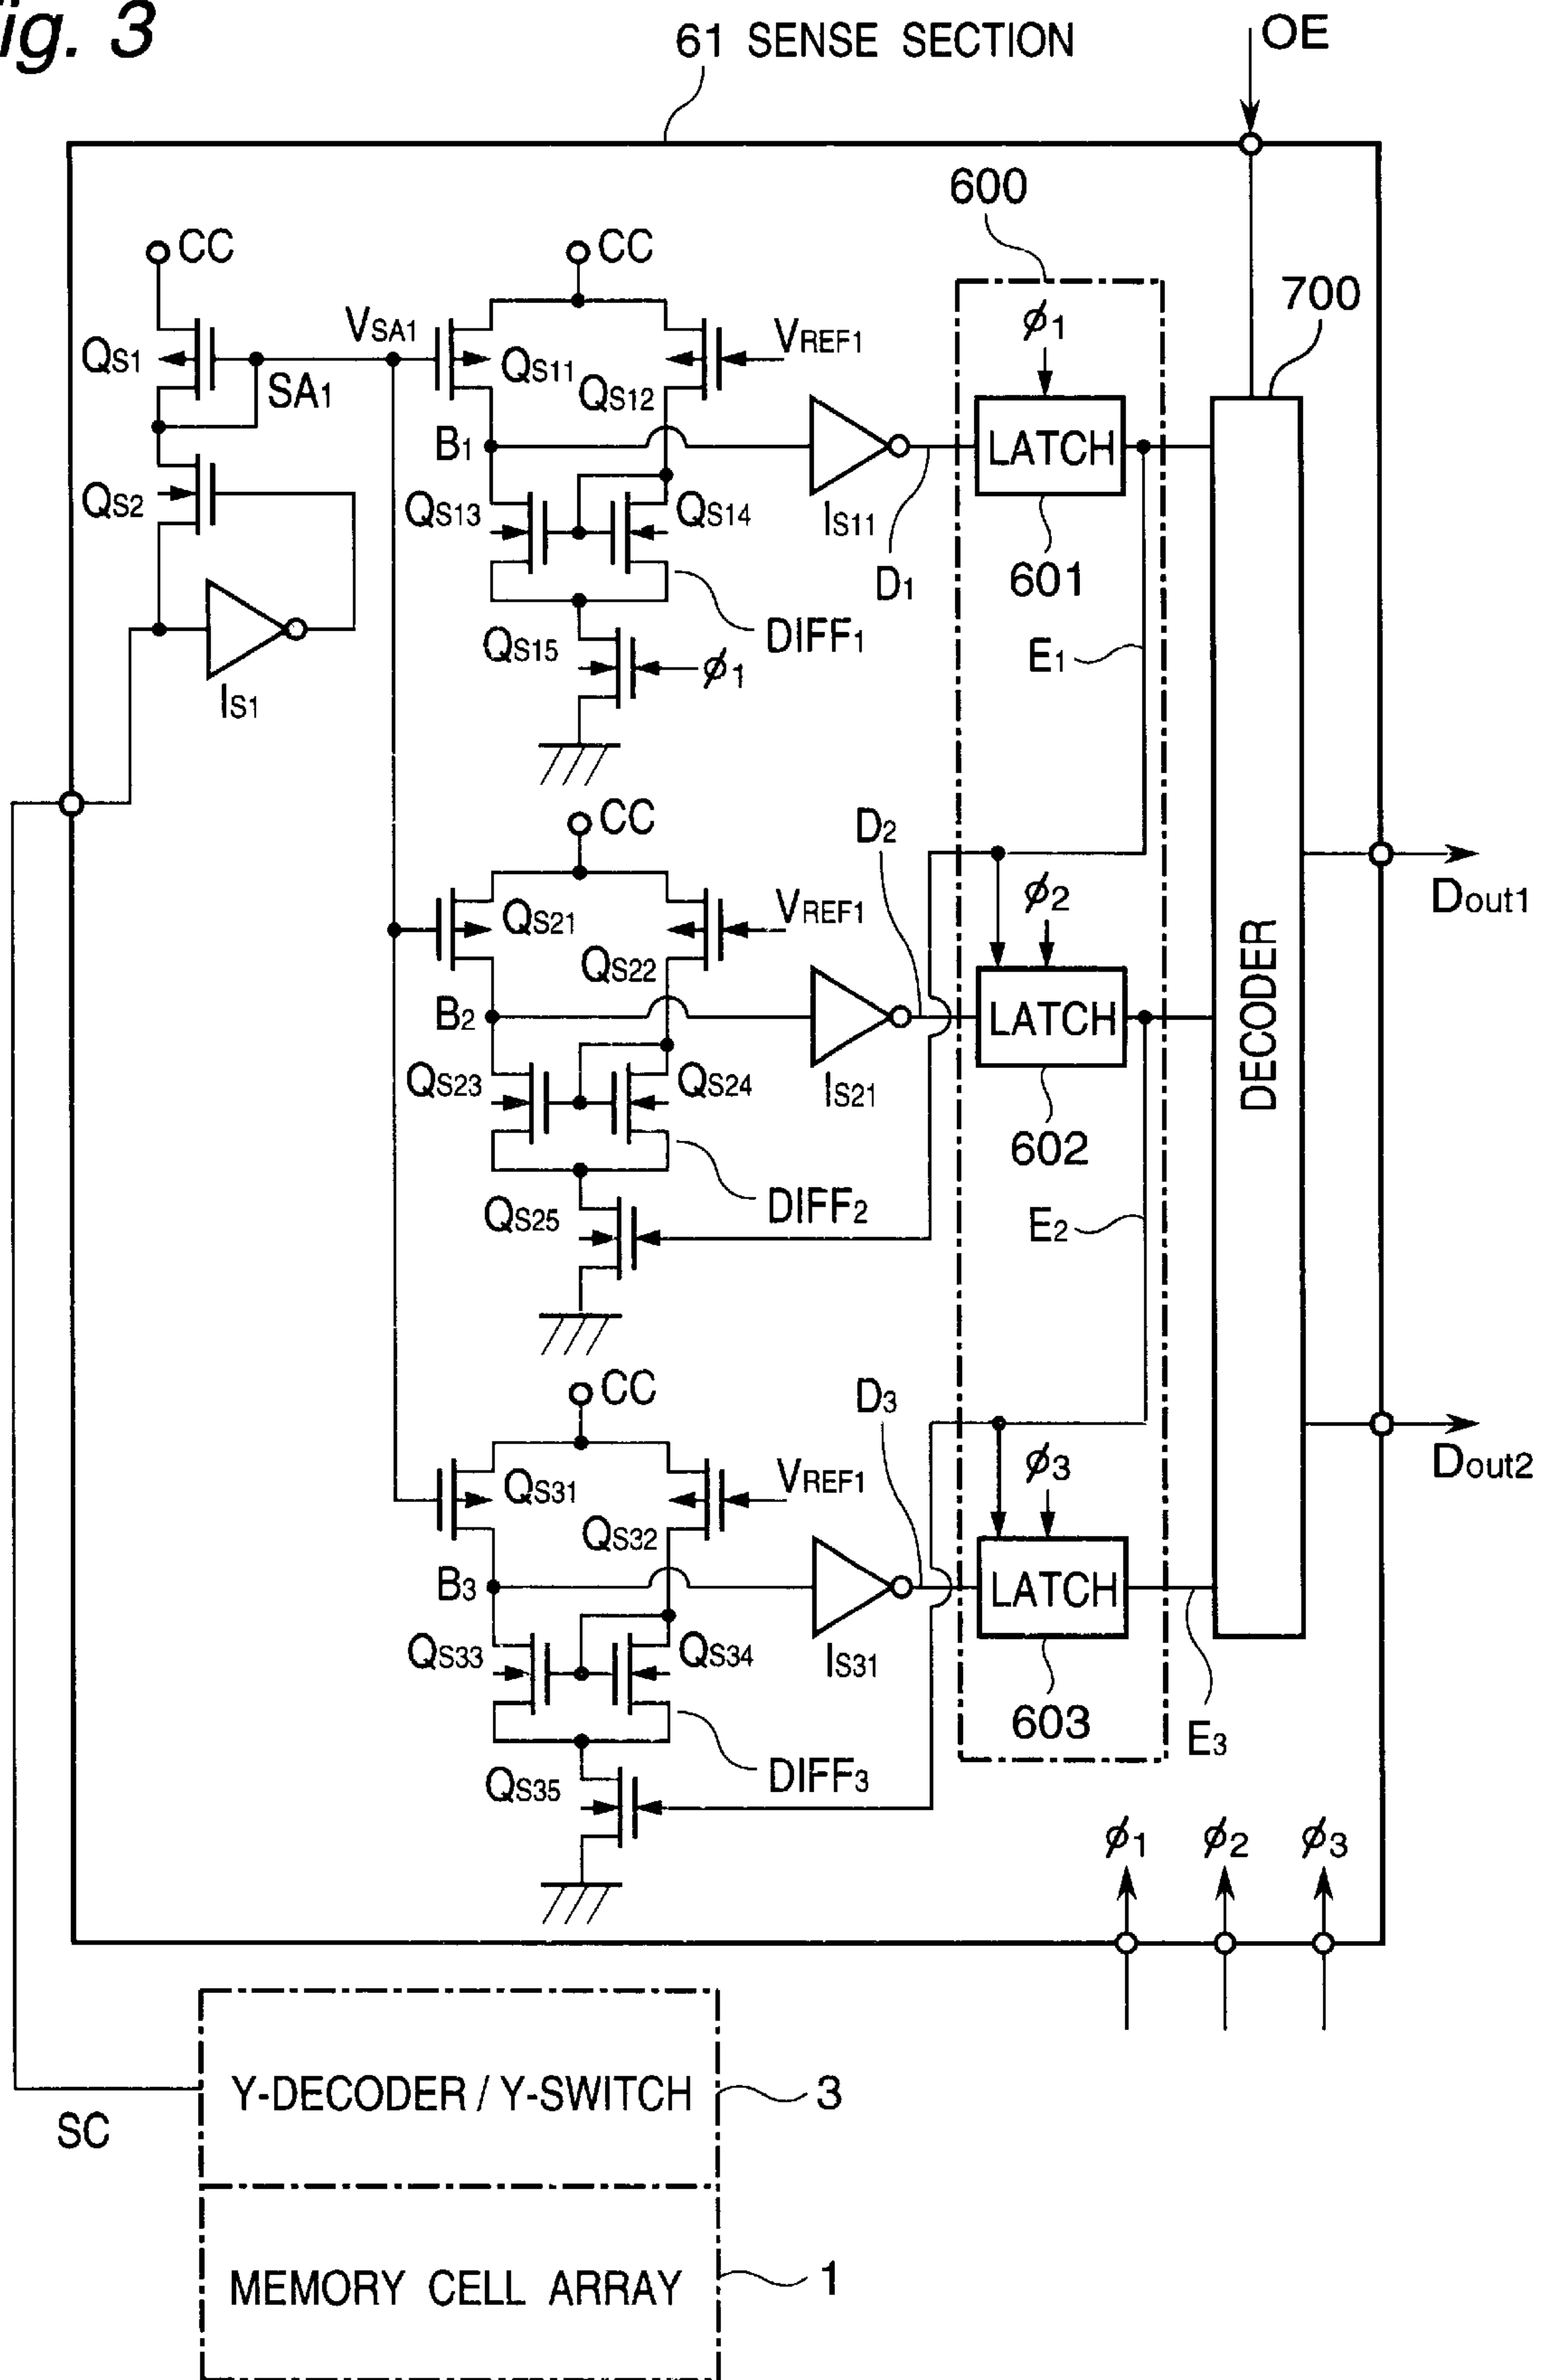 ig. 3
61 SENSE SECTION
OE
600
700
CC
CC
QS1
VSA1
SA1
QS11
QS12
VREF1
ϕ1
B1
LATCH
QS2
QS13
QS14
IS11
D1
601
IS1
QS15
DIFF1
ϕ1
E1
CC
D2
QS21
QS22
VREF1
ϕ2
Dout1
B2
LATCH
DECODER
QS23
QS24
IS21
602
DIFF2
QS25
E2
CC
D3
QS31
QS32
VREF1
ϕ3
Dout2
B3
LATCH
QS33
QS34
IS31
603
E3
DIFF3
QS35
ϕ1 ϕ2 ϕ3
Y-DECODER / Y-SWITCH
3
SC
MEMORY CELL ARRAY
1